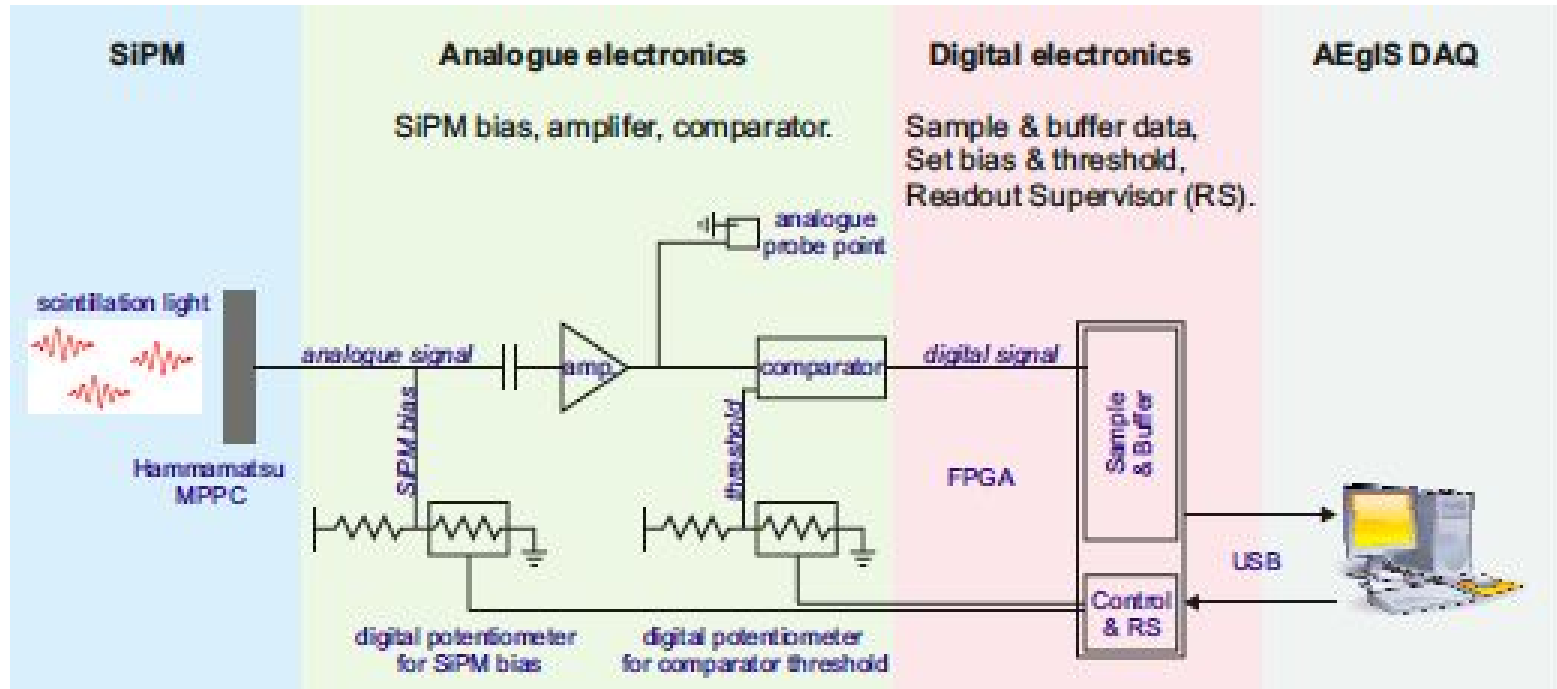 SiPM
Analogue electronics
Digital electronics
AEgIS DAQ
SiPM bias, amplifer, comparator.
Sample & buffer data,
Set bias & threshold,
Readout Supervisor (RS).
analogue
probe point
scintillation light
analogue signal
amp.
comparator
digital signal
SiPM bias
threshold
Sample
& Buffer
Hammamatsu
MPPC
FPGA
USB
Control
& RS
digital potentiometer
for SiPM bias
digital potentiometer
for comparator threshold